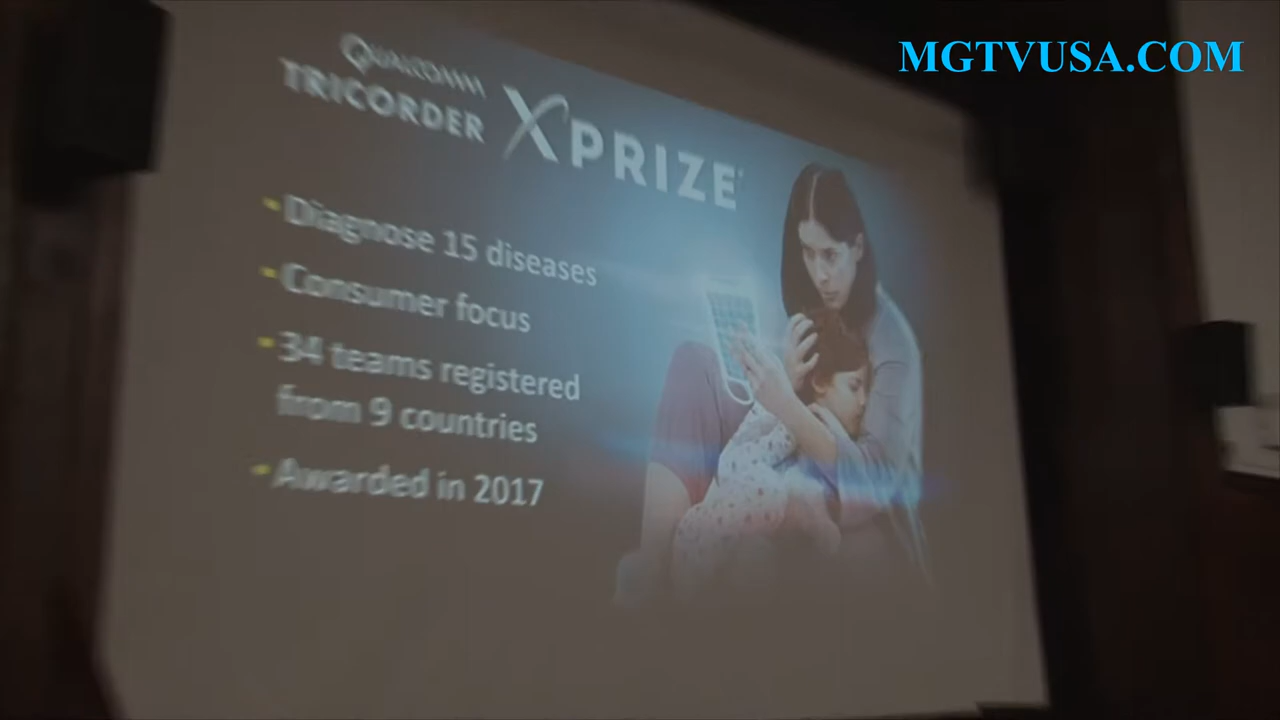 MGTVUSA.COM
QUALCOMM
TRICORDER XPRIZE
Diagnose 15 diseases
Consumer focus
34 teams registered
from 9 countries
Awarded in 2017